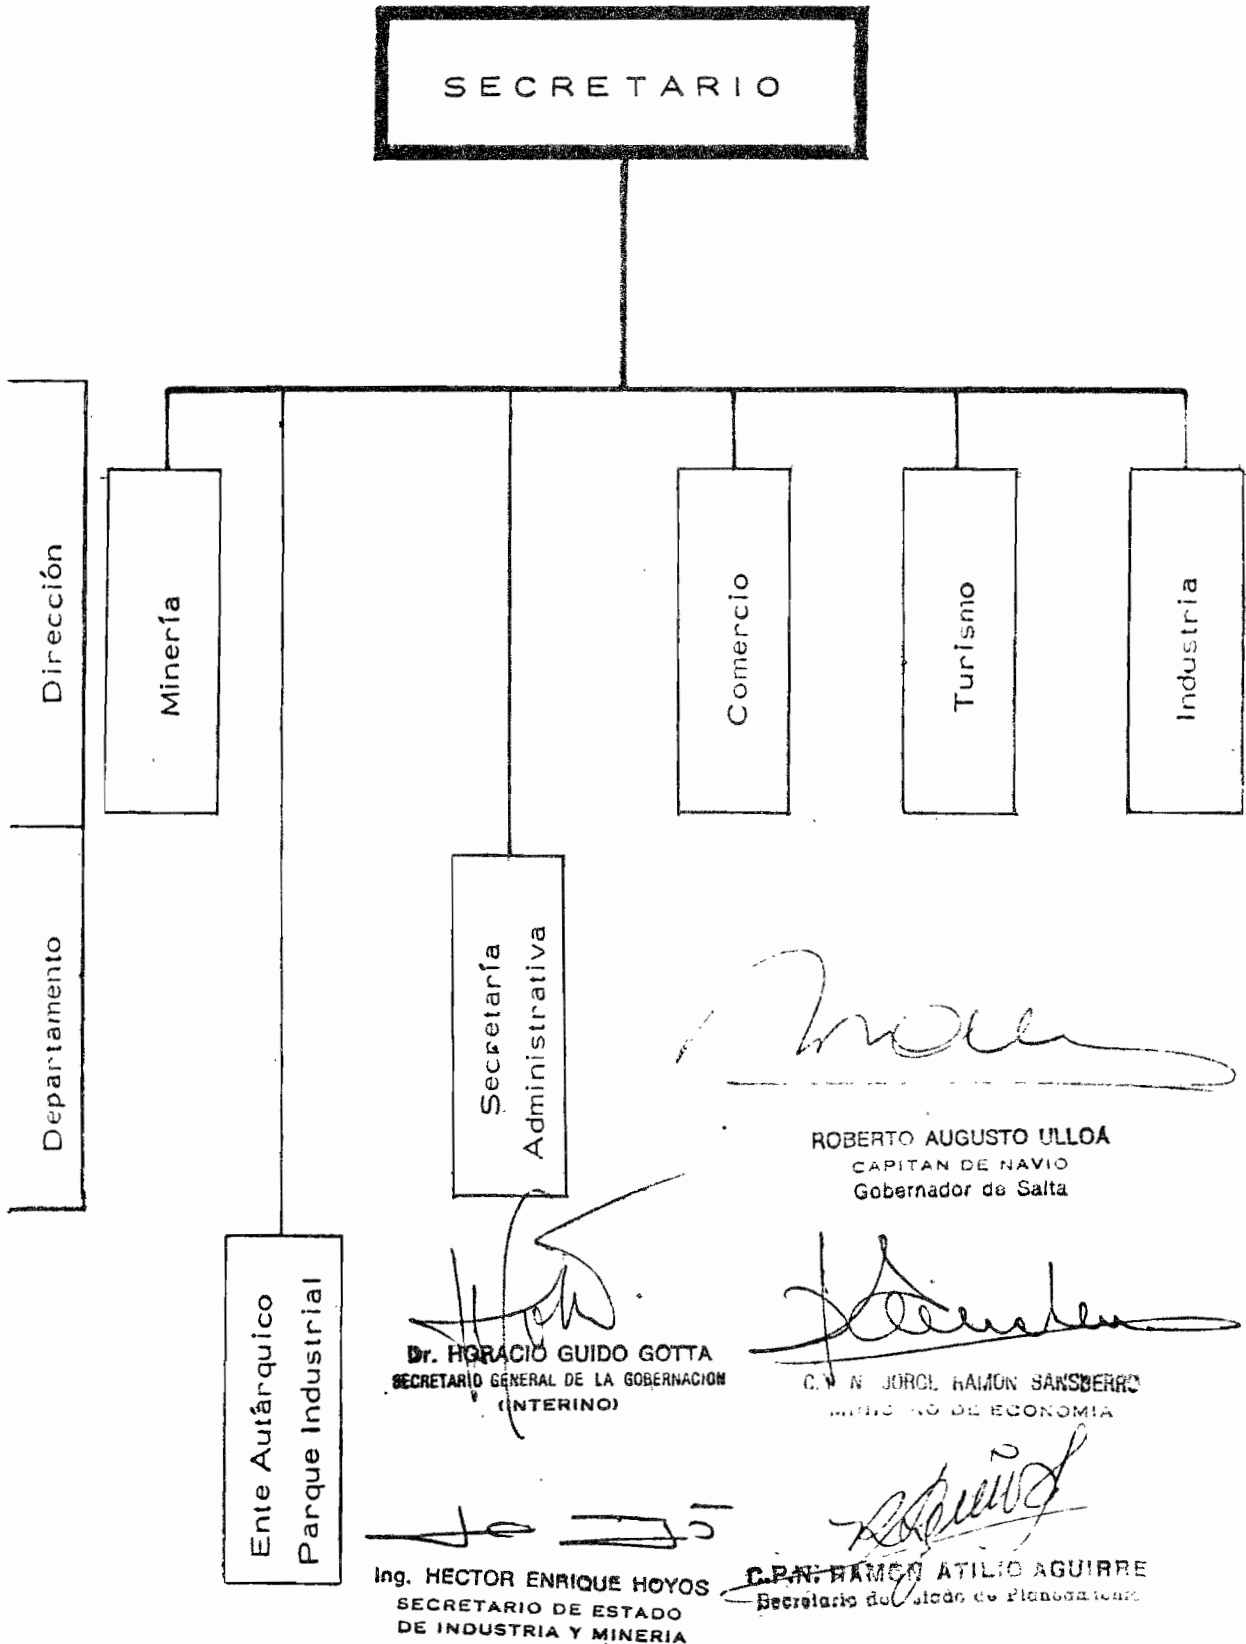 SECRETARIO
Dirección
Minería
Comercio
Turismo
Industria
Departamento
Secretaría
Administrativa
Ente Autárquico
Parque Industrial
ROBERTO AUGUSTO ULLOA
CAPITAN DE NAVIO
Gobernador de Salta
Dr. HORACIO GUIDO GOTTA
SECRETARIO GENERAL DE LA GOBERNACION
(INTERINO)
C. P. N. JORGE RAMON SANSBERRO
DE ECONOMIA
Ing. HECTOR ENRIQUE HOYOS
SECRETARIO DE ESTADO
DE INDUSTRIA Y MINERIA
C.P.N. RAMON ATILIO AGUIRRE
Secretario de